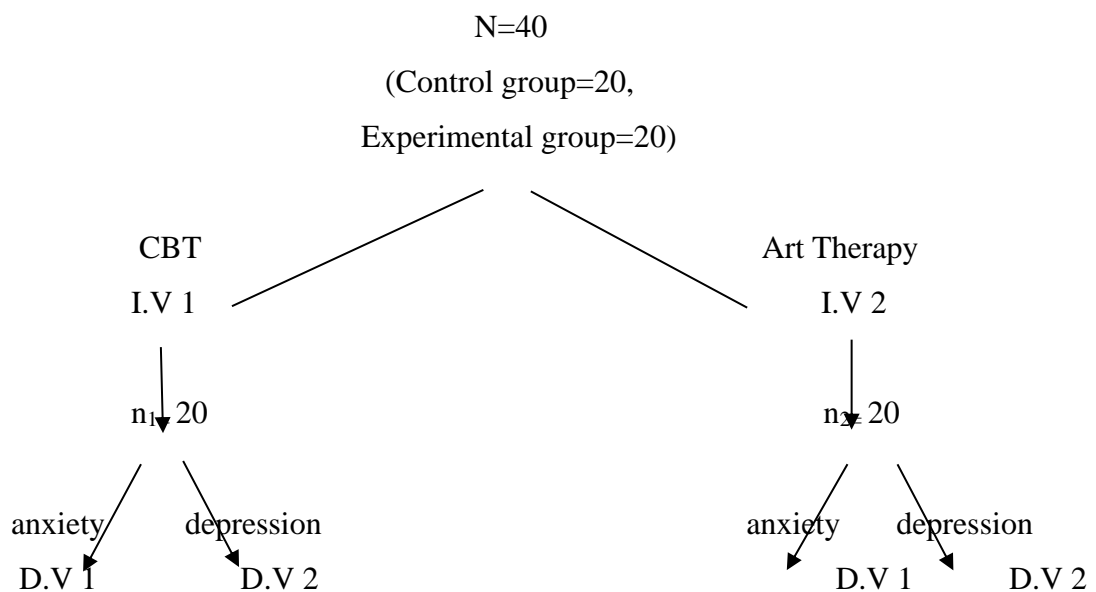 N=40
(Control group=20,
Experimental group=20)
CBT Art Therapy
I.V 1 I.V 2
n₁= 20 n₂= 20
anxiety depression anxiety depression
D.V 1 D.V 2 D.V 1 D.V 2